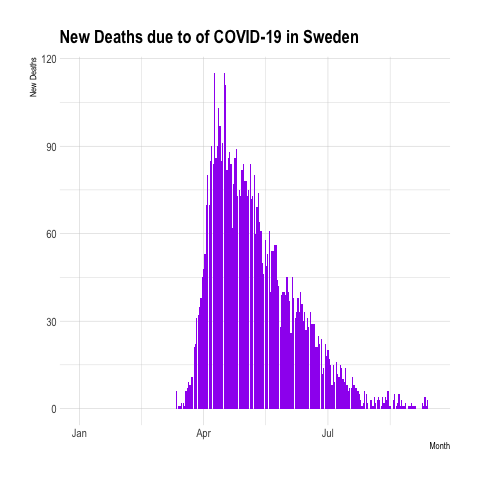 New Deaths due to of COVID-19 in Sweden
New Deaths
120
90
60
30
0
Jan
Apr
Jul
Month